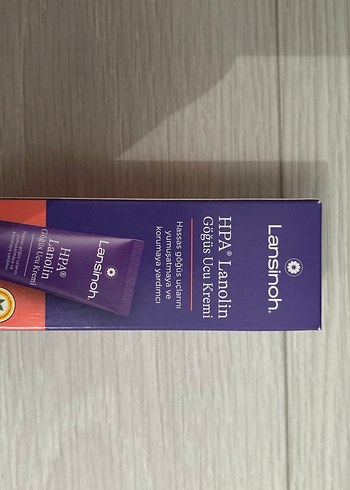 Lansinoh®
HPA® Lanolin
Göğüs Ucu Kremi
Hassas göğüs uçlarını
yumuşatmaya ve
korumaya yardımcı
Lansinoh®
HPA®
Lanolin
Göğüs Ucu Kremi